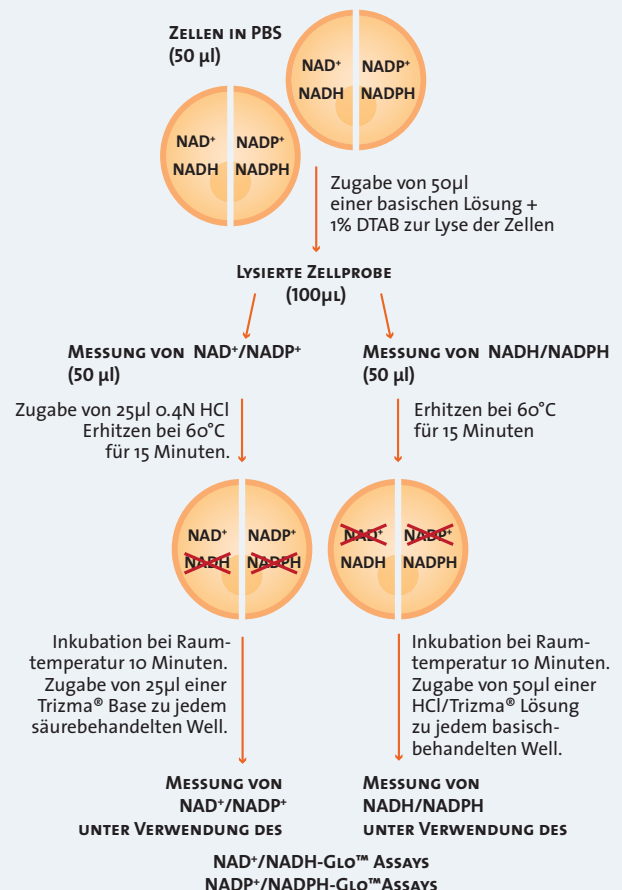 Zellen in PBS
(50 µl)
NAD⁺ NADP⁺
NADH NADPH
NAD⁺ NADP⁺
NADH NADPH
Zugabe von 50µl
einer basischen Lösung +
1% DTAB zur Lyse der Zellen
Lysierte Zellprobe
(100µL)
Messung von NAD⁺/NADP⁺
(50 µl)
Messung von NADH/NADPH
(50 µl)
Zugabe von 25µl 0.4N HCl
Erhitzen bei 60°C
für 15 Minuten.
Erhitzen bei 60°C
für 15 Minuten
NAD⁺ NADP⁺
NADH NADPH
NAD⁺ NADP⁺
NADH NADPH
Inkubation bei Raum-
temperatur 10 Minuten.
Zugabe von 25µl einer
Trizma® Base zu jedem
säurebehandelten Well.
Inkubation bei Raum-
temperatur 10 Minuten.
Zugabe von 50µl einer
HCl/Trizma® Lösung
zu jedem basisch-
behandelten Well.
Messung von
NAD⁺/NADP⁺
unter Verwendung des
Messung von
NADH/NADPH
unter Verwendung des
NAD⁺/NADH-Glo™ Assays
NADP⁺/NADPH-Glo™Assays